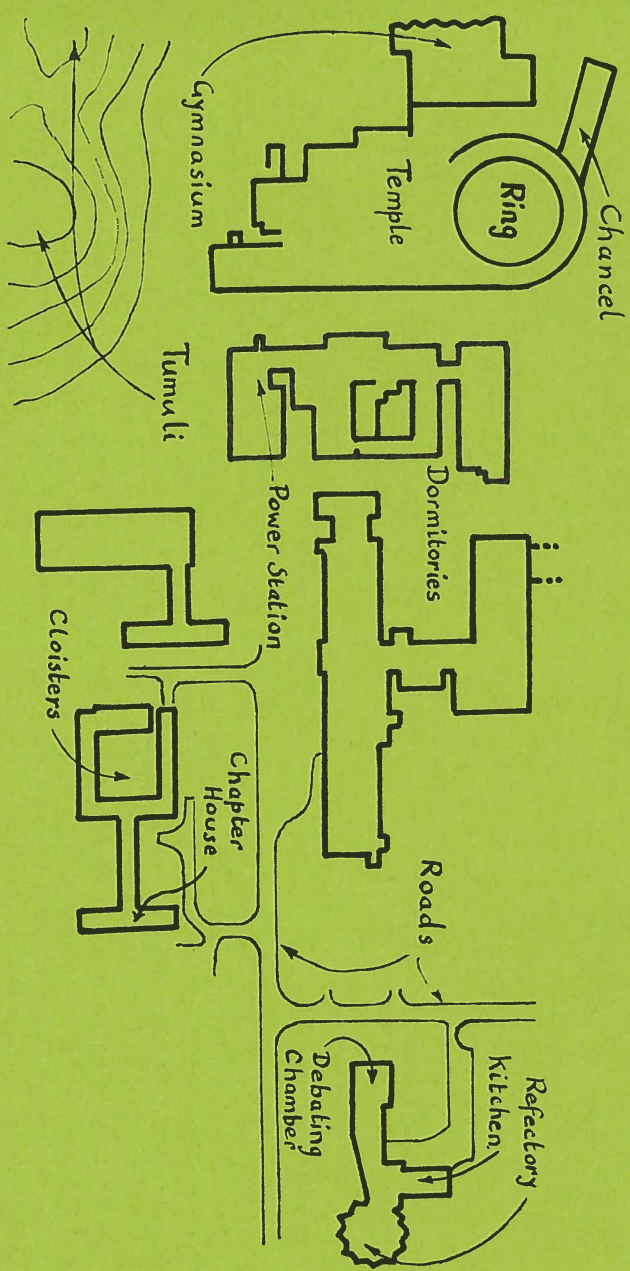 Chancel
Ring
Temple
Gymnasium
Tumuli
Dormitories
Power Station
Cloisters
Chapter
House
Roads
Refectory
Kitchen
Debating
Chamber